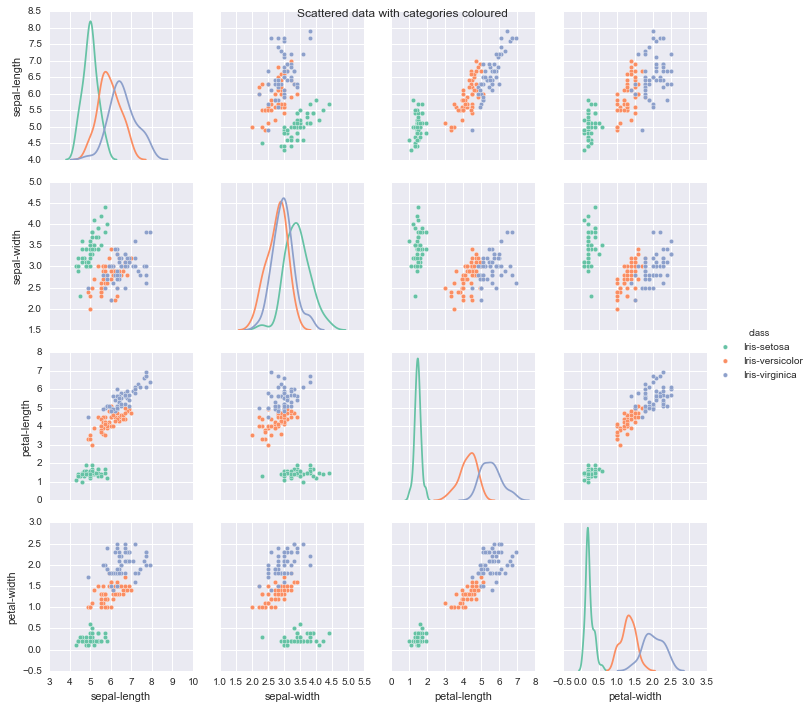 Scattered data with categories coloured
8.5
8.0
7.5
7.0
6.5
6.0
5.5
5.0
4.5
4.0
sepal-length
5.0
4.5
4.0
3.5
3.0
2.5
2.0
1.5
sepal-width
class
Iris-setosa
Iris-versicolor
Iris-virginica
8
7
6
5
4
3
2
1
0
petal-length
3.0
2.5
2.0
1.5
1.0
0.5
0.0
−0.5
petal-width
3 4 5 6 7 8 9 10
sepal-length
1.0 1.5 2.0 2.5 3.0 3.5 4.0 4.5 5.0 5.5
sepal-width
0 1 2 3 4 5 6 7 8
petal-length
−0.5 0.0 0.5 1.0 1.5 2.0 2.5 3.0 3.5
petal-width